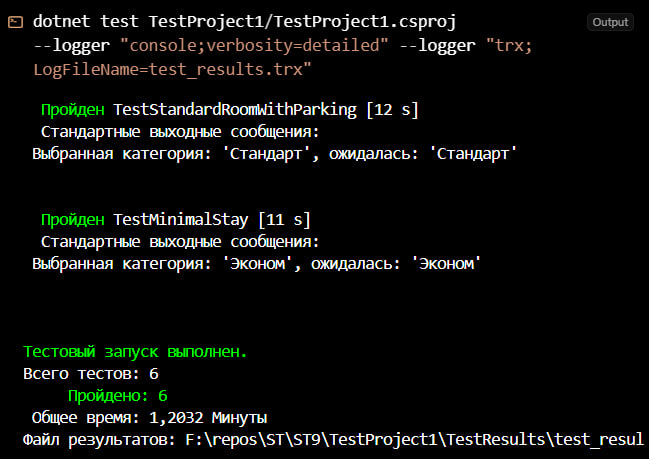 dotnet test TestProject1/TestProject1.csproj
Output
--logger "console;verbosity=detailed" --logger "trx;
LogFileName=test_results.trx"
Пройден TestStandardRoomWithParking [12 s]
Стандартные выходные сообщения:
Выбранная категория: 'Стандарт', ожидалась: 'Стандарт'
Пройден TestMinimalStay [11 s]
Стандартные выходные сообщения:
Выбранная категория: 'Эконом', ожидалась: 'Эконом'
Тестовый запуск выполнен.
Всего тестов: 6
Пройдено: 6
Общее время: 1,2032 Минуты
Файл результатов: F:\repos\ST\ST9\TestProject1\TestResults\test_resul